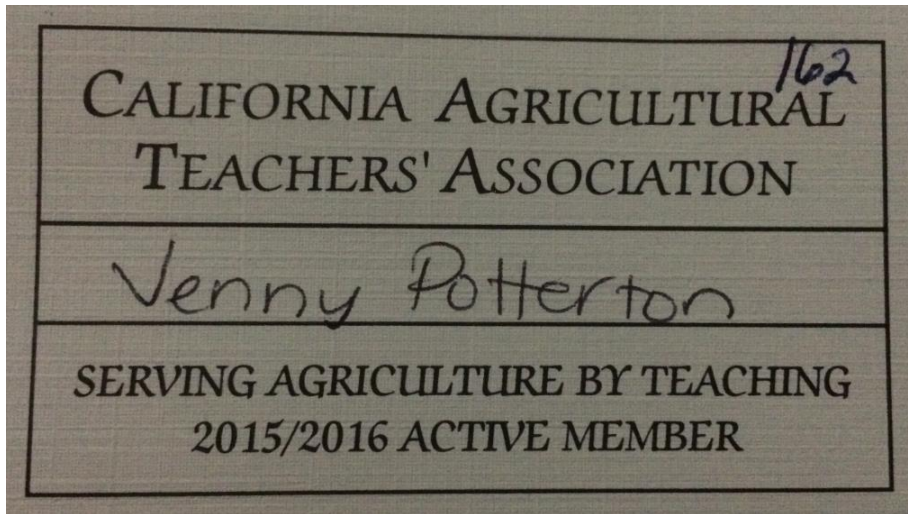 162
CALIFORNIA AGRICULTURAL
TEACHERS' ASSOCIATION
Venny Potterton
SERVING AGRICULTURE BY TEACHING
2015/2016 ACTIVE MEMBER